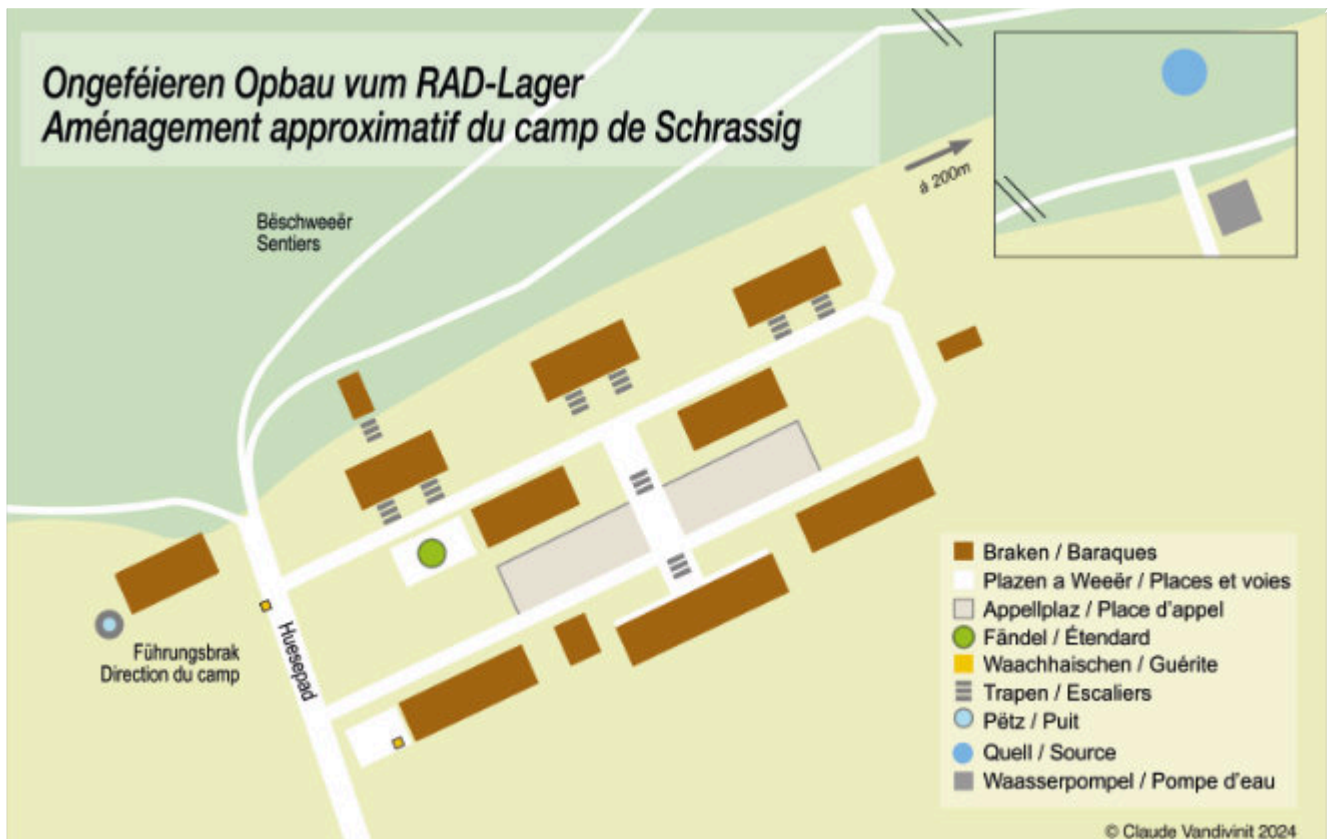 Ongeféieren Opbau vum RAD-Lager
Aménagement approximatif du camp de Schrassig
Bëschweeër
Sentiers
á 200m
Führungsbrak
Direction du camp
Huesepad
Braken / Baraques
Plazen a Weeër / Places et voies
Appellplaz / Place d'appel
Fändel / Étendard
Waachhaischen / Guérite
Trapen / Escaliers
Pëtz / Puit
Quell / Source
Waasserpompel / Pompe d'eau
© Claude Vandivinit 2024